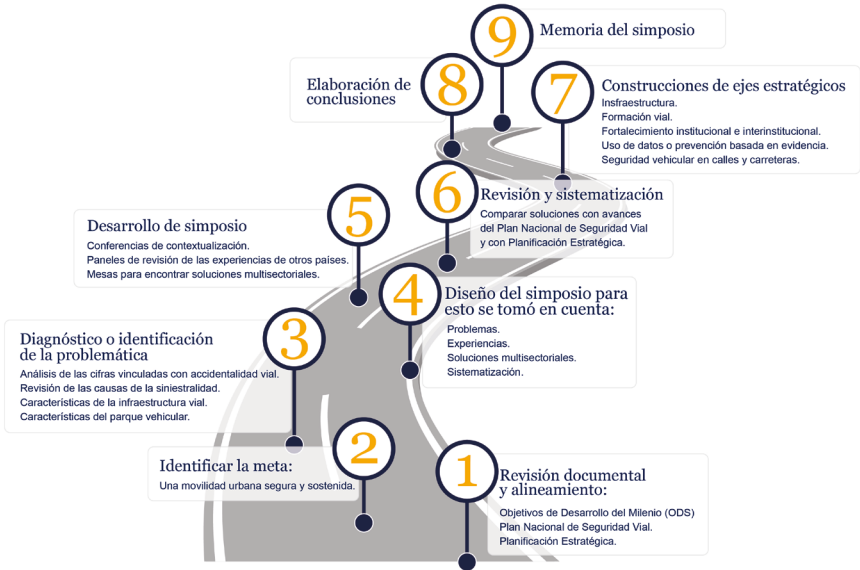 9
Memoria del simposio
8
Elaboración de
conclusiones
7
Construcciones de ejes estratégicos
Insfraestructura.
Formación vial.
Fortalecimiento institucional e interinstitucional.
Uso de datos o prevención basada en evidencia.
Seguridad vehicular en calles y carreteras.
6
Revisión y sistematización
Comparar soluciones con avances
del Plan Nacional de Seguridad Vial
y con Planificación Estratégica.
5
Desarrollo de simposio
Conferencias de contextualización.
Paneles de revisión de las experiencias de otros países.
Mesas para encontrar soluciones multisectoriales.
4
Diseño del simposio para
esto se tomó en cuenta:
Problemas.
Experiencias.
Soluciones multisectoriales.
Sistematización.
3
Diagnóstico o identificación
de la problemática
Análisis de las cifras vinculadas con accidentalidad vial.
Revisión de las causas de la siniestralidad.
Características de la infraestructura vial.
Características del parque vehicular.
2
Identificar la meta:
Una movilidad urbana segura y sostenida.
1
Revisión documental
y alineamiento:
Objetivos de Desarrollo del Milenio (ODS)
Plan Nacional de Seguridad Vial.
Planificación Estratégica.